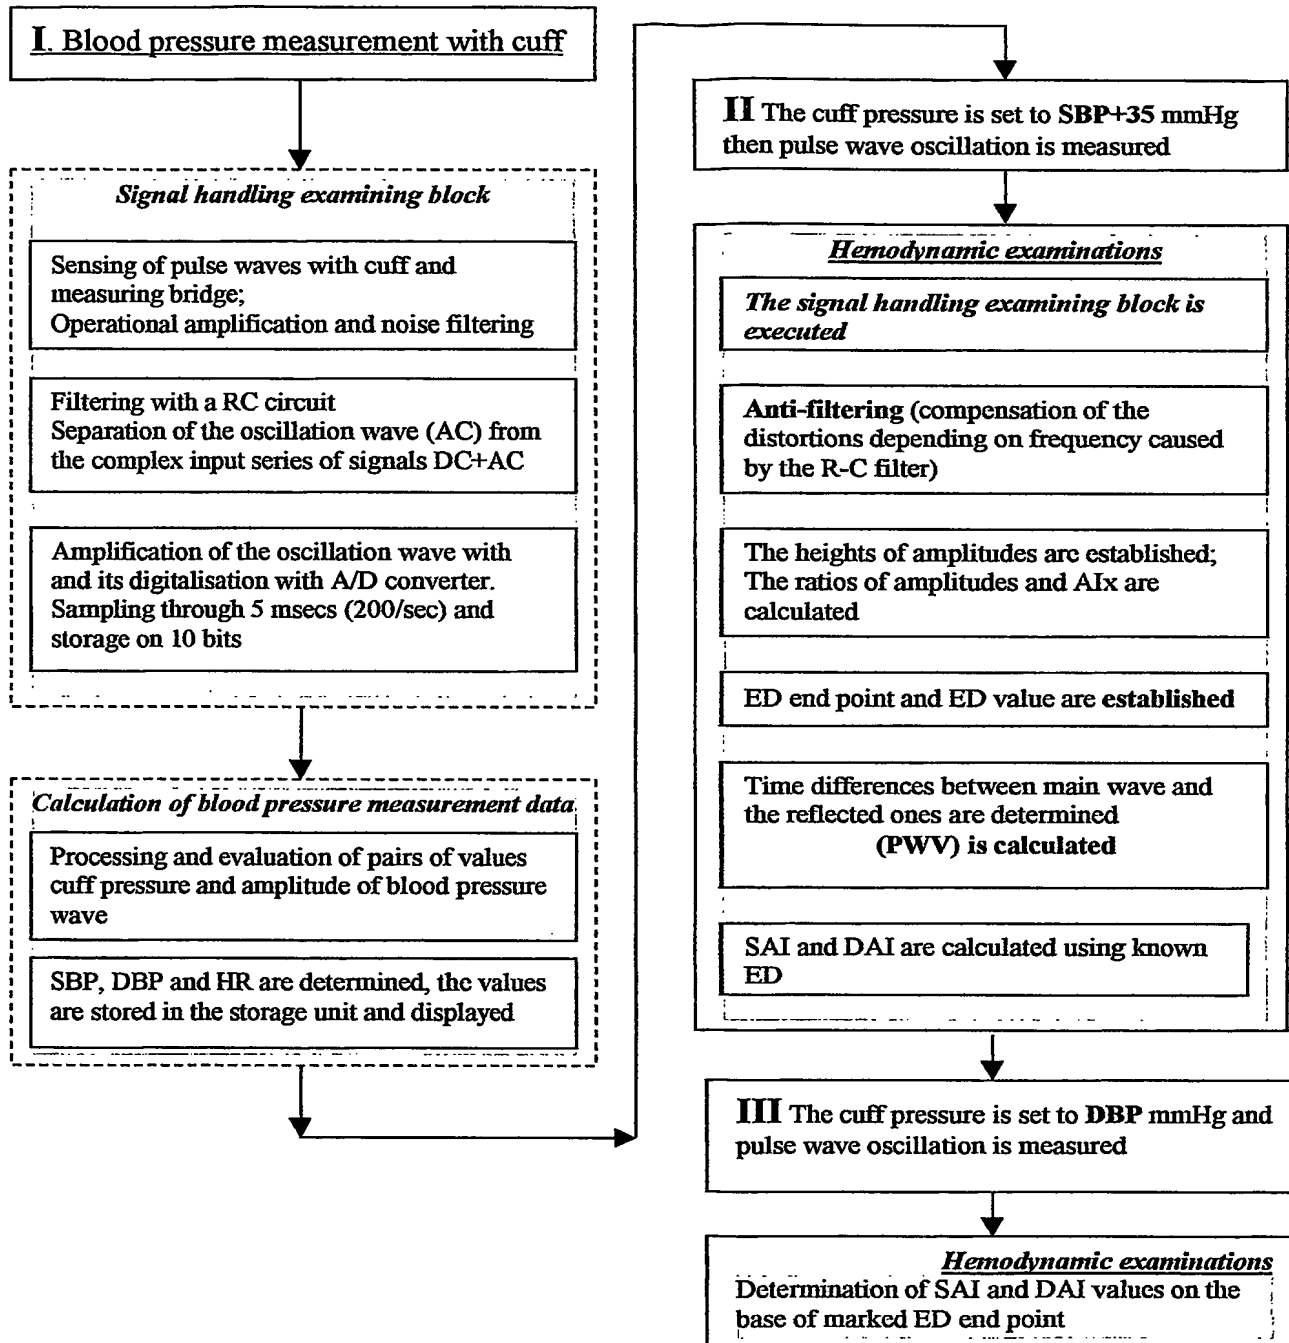 I. Blood pressure measurement with cuff
Signal handling examining block
Sensing of pulse waves with cuff and
measuring bridge;
Operational amplification and noise filtering
Filtering with a RC circuit
Separation of the oscillation wave (AC) from
the complex input series of signals DC+AC
Amplification of the oscillation wave with
and its digitalisation with A/D converter.
Sampling through 5 msecs (200/sec) and
storage on 10 bits
Calculation of blood pressure measurement data
Processing and evaluation of pairs of values
cuff pressure and amplitude of blood pressure
wave
SBP, DBP and HR are determined, the values
are stored in the storage unit and displayed
II The cuff pressure is set to SBP+35 mmHg
then pulse wave oscillation is measured
Hemodynamic examinations
The signal handling examining block is
executed
Anti-filtering (compensation of the
distortions depending on frequency caused
by the R-C filter)
The heights of amplitudes are established;
The ratios of amplitudes and AIx are
calculated
ED end point and ED value are established
Time differences between main wave and
the reflected ones are determined
(PWV) is calculated
SAI and DAI are calculated using known
ED
III The cuff pressure is set to DBP mmHg and
pulse wave oscillation is measured
Hemodynamic examinations
Determination of SAI and DAI values on the
base of marked ED end point